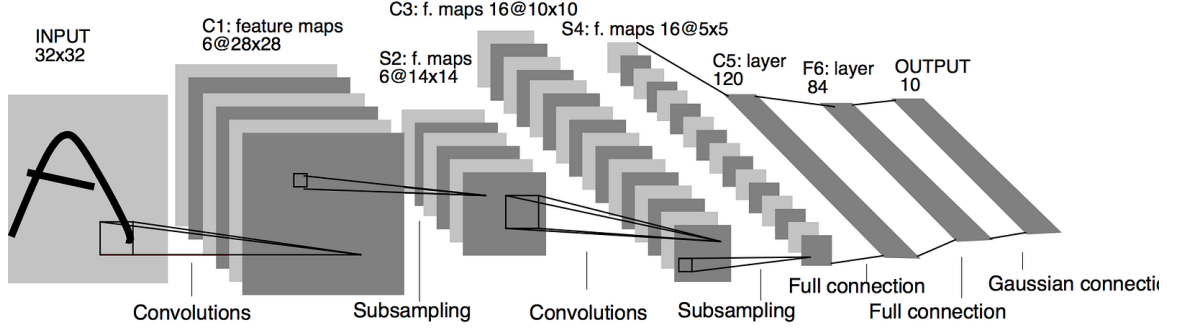 INPUT
32x32
C1: feature maps
6@28x28
S2: f. maps
6@14x14
C3: f. maps 16@10x10
S4: f. maps 16@5x5
C5: layer
120
F6: layer
84
OUTPUT
10
Convolutions
Subsampling
Convolutions
Subsampling
Full connection
Full connection
Gaussian